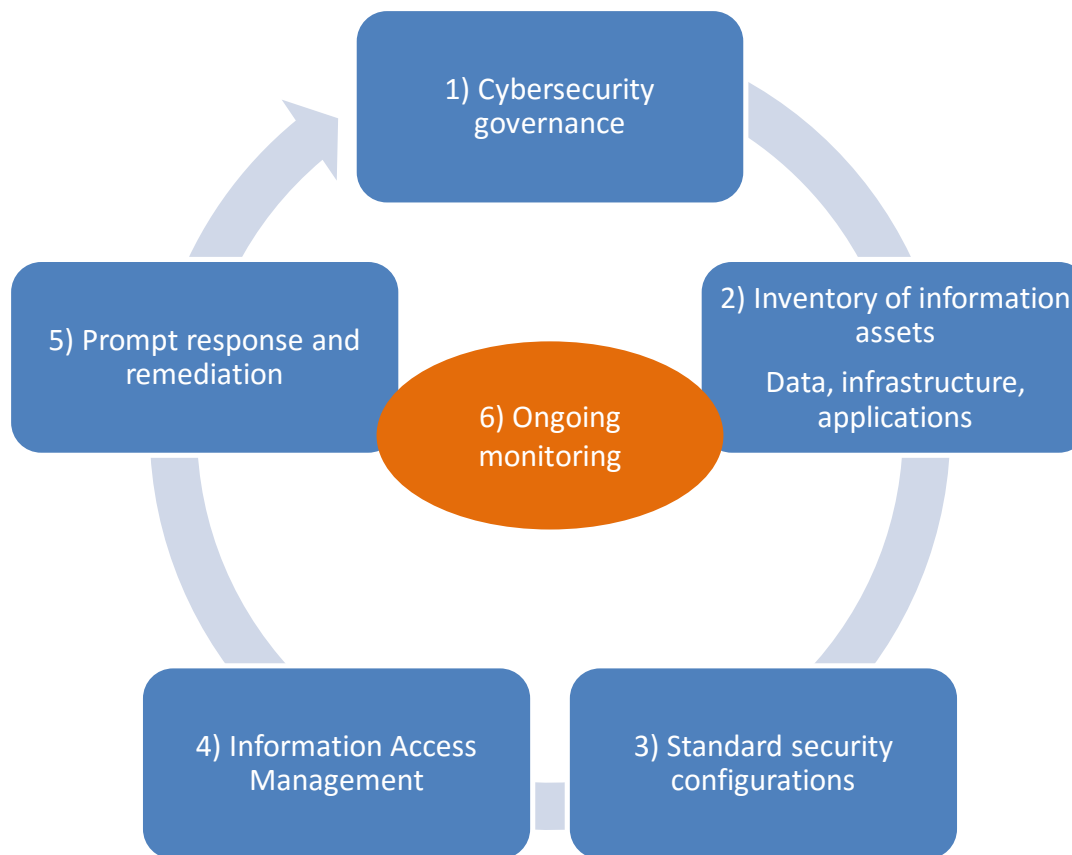 1) Cybersecurity
governance
2) Inventory of information
assets
Data, infrastructure,
applications
3) Standard security
configurations
4) Information Access
Management
5) Prompt response and
remediation
6) Ongoing
monitoring